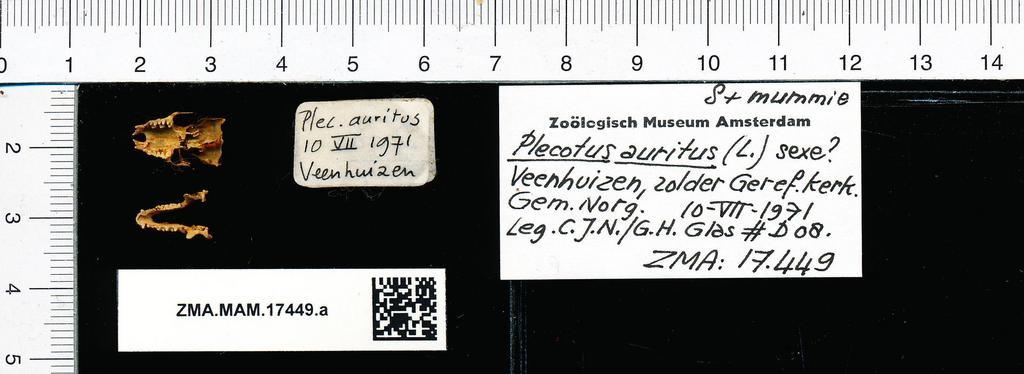 0 1 2 3 4 5 6 7 8 9 10 11 12 13 14
2
3
4
5
Plec. auritus
10 VII 1971
Veenhuizen
S+ mummie
Zoölogisch Museum Amsterdam
Plecotus auritus (L.) sexe?
Veenhuizen, zolder Geref. kerk.
Gem. Norg. 10-VII-1971
Leg. C.J.N./G.H. Glas # D 08.
ZMA: 17.449
ZMA.MAM.17449.a